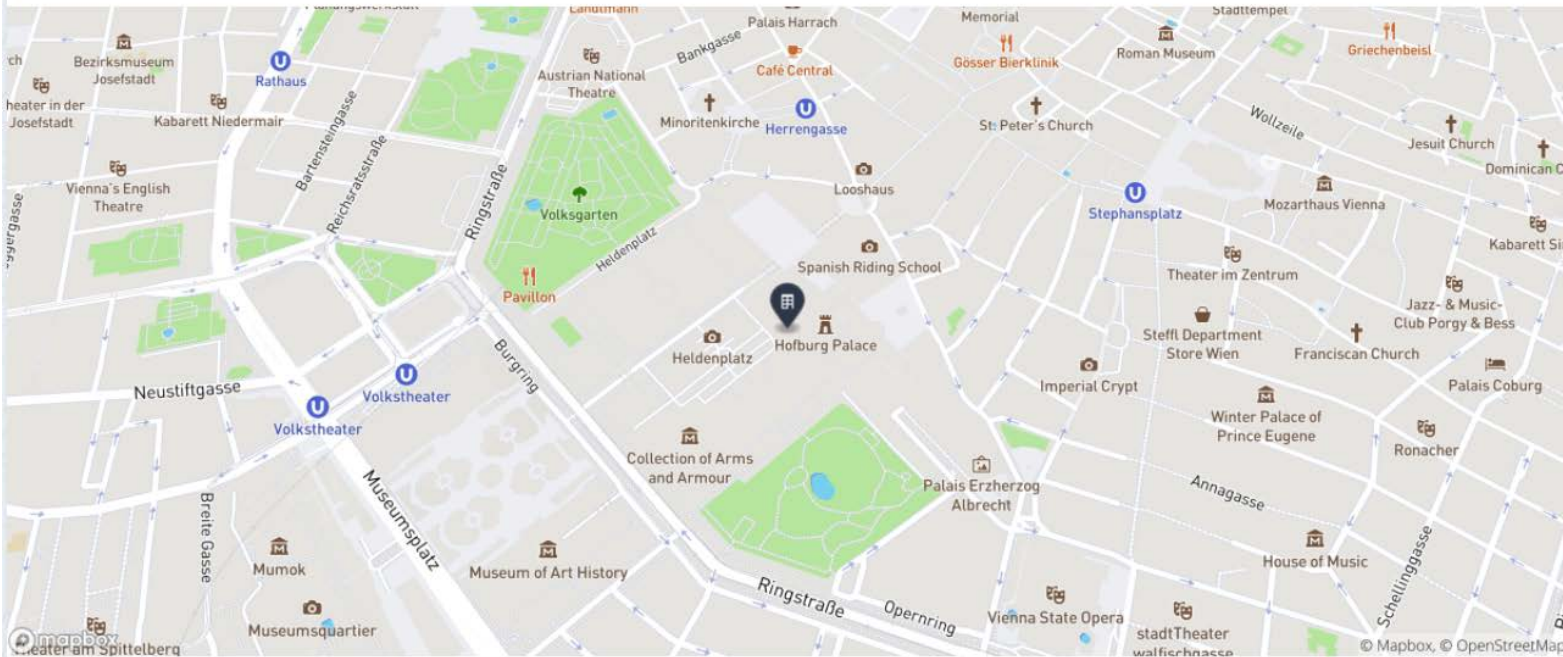 Landtmann
Palais Harrach
Memorial
Stadttempel
Bankgasse
Bezirksmuseum
Josefstadt
Rathaus
Austrian National
Theatre
Café Central
Gösser Bierklinik
Roman Museum
Griechenbeisl
heater in der
Josefstadt
Kabarett Niedermair
Bartensteingasse
Minoritenkirche
Herrengasse
St. Peter's Church
Wollzeile
Jesuit Church
Dominican C
Vienna's English
Theatre
Reichsratsstraße
Ringstraße
Volksgarten
Looshaus
Stephansplatz
Mozarthaus Vienna
Kabarett Si
Heldenplatz
Spanish Riding School
Theater im Zentrum
Pavillon
Jazz- & Music-
Club Porgy & Bess
Burgring
Heldenplatz
Hofburg Palace
Steffl Department
Store Wien
Franciscan Church
Neustiftgasse
Volkstheater
Imperial Crypt
Palais Coburg
Volkstheater
Winter Palace of
Prince Eugene
Collection of Arms
and Armour
Ronacher
Museumsplatz
Palais Erzherzog
Albrecht
Annagasse
Breite Gasse
Mumok
Museum of Art History
House of Music
Schellinggasse
Ringstraße
Opernring
Museumsquartier
Vienna State Opera
stadtTheater
walfischgasse
mapbox
Theater am Spittelberg
© Mapbox, © OpenStreetMap